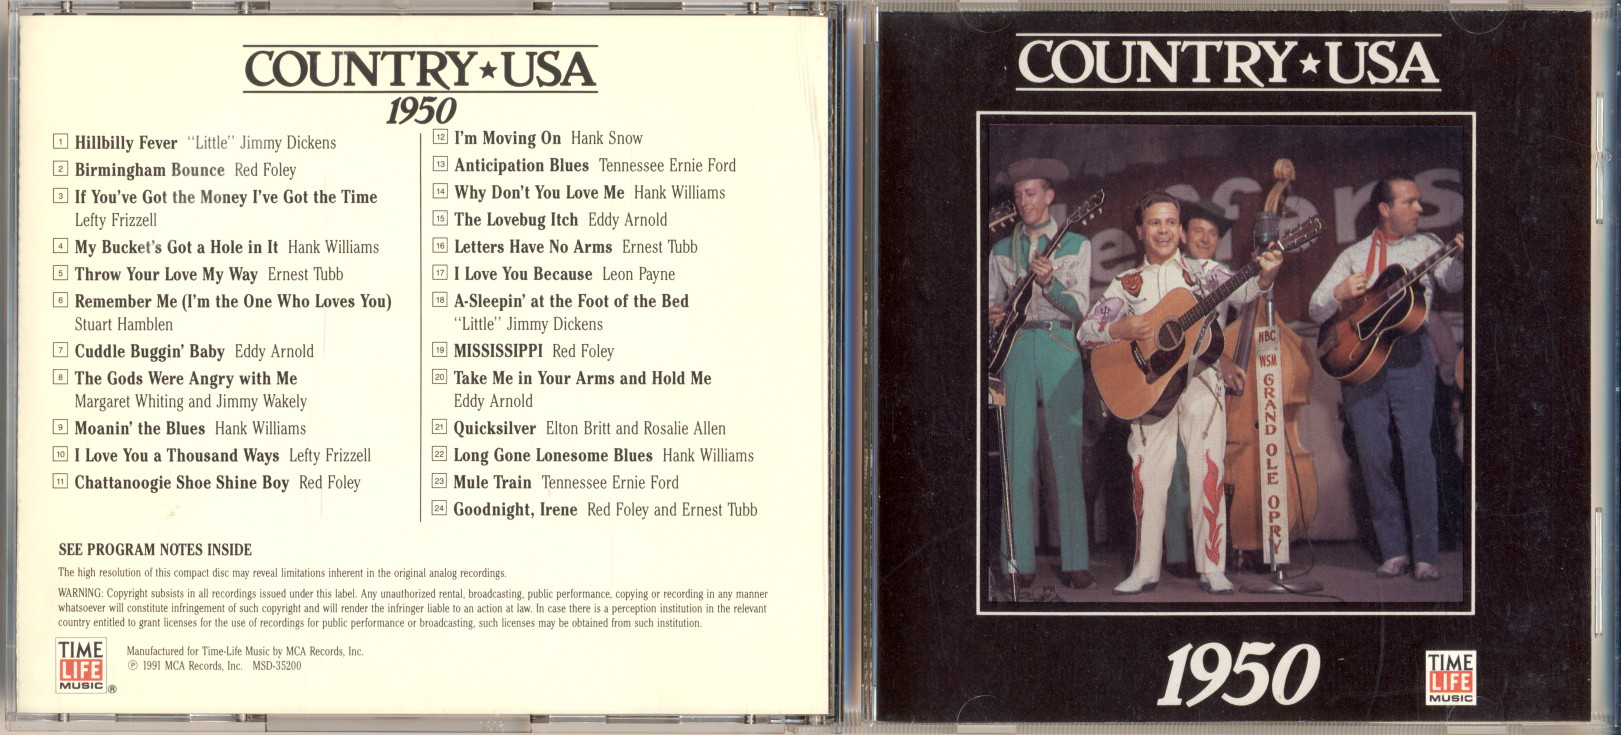 COUNTRY★USA
1950
1 Hillbilly Fever "Little" Jimmy Dickens
2 Birmingham Bounce Red Foley
3 If You've Got the Money I've Got the Time
Lefty Frizzell
4 My Bucket's Got a Hole in It Hank Williams
5 Throw Your Love My Way Ernest Tubb
6 Remember Me (I'm the One Who Loves You)
Stuart Hamblen
7 Cuddle Buggin' Baby Eddy Arnold
8 The Gods Were Angry with Me
Margaret Whiting and Jimmy Wakely
9 Moanin' the Blues Hank Williams
10 I Love You a Thousand Ways Lefty Frizzell
11 Chattanoogie Shoe Shine Boy Red Foley
12 I'm Moving On Hank Snow
13 Anticipation Blues Tennessee Ernie Ford
14 Why Don't You Love Me Hank Williams
15 The Lovebug Itch Eddy Arnold
16 Letters Have No Arms Ernest Tubb
17 I Love You Because Leon Payne
18 A-Sleepin' at the Foot of the Bed
"Little" Jimmy Dickens
19 MISSISSIPPI Red Foley
20 Take Me in Your Arms and Hold Me
Eddy Arnold
21 Quicksilver Elton Britt and Rosalie Allen
22 Long Gone Lonesome Blues Hank Williams
23 Mule Train Tennessee Ernie Ford
24 Goodnight, Irene Red Foley and Ernest Tubb
SEE PROGRAM NOTES INSIDE
The high resolution of this compact disc may reveal limitations inherent in the original analog recordings.
WARNING: Copyright subsists in all recordings issued under this label. Any unauthorized rental, broadcasting, public performance, copying or recording in any manner
whatsoever will constitute infringement of such copyright and will render the infringer liable to an action at law. In case there is a perception institution in the relevant
country entitled to grant licenses for the use of recordings for public performance or broadcasting, such licenses may be obtained from such institution.
TIME
LIFE
MUSIC®
Manufactured for Time-Life Music by MCA Records, Inc.
℗ 1991 MCA Records, Inc. MSD-35200
COUNTRY★USA
NBC
WSM
GRAND OLE OPRY
1950
TIME
LIFE
MUSIC